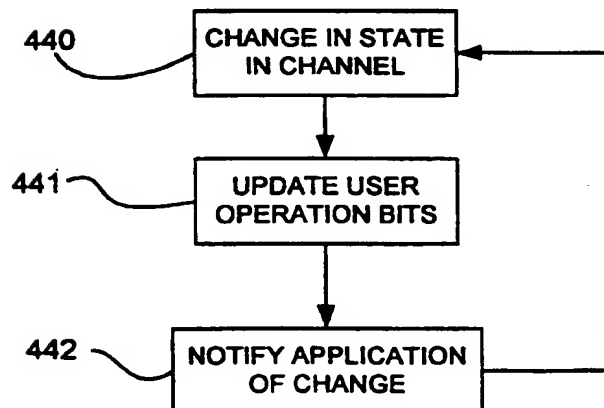 440
CHANGE IN STATE
IN CHANNEL
441
UPDATE USER
OPERATION BITS
442
NOTIFY APPLICATION
OF CHANGE